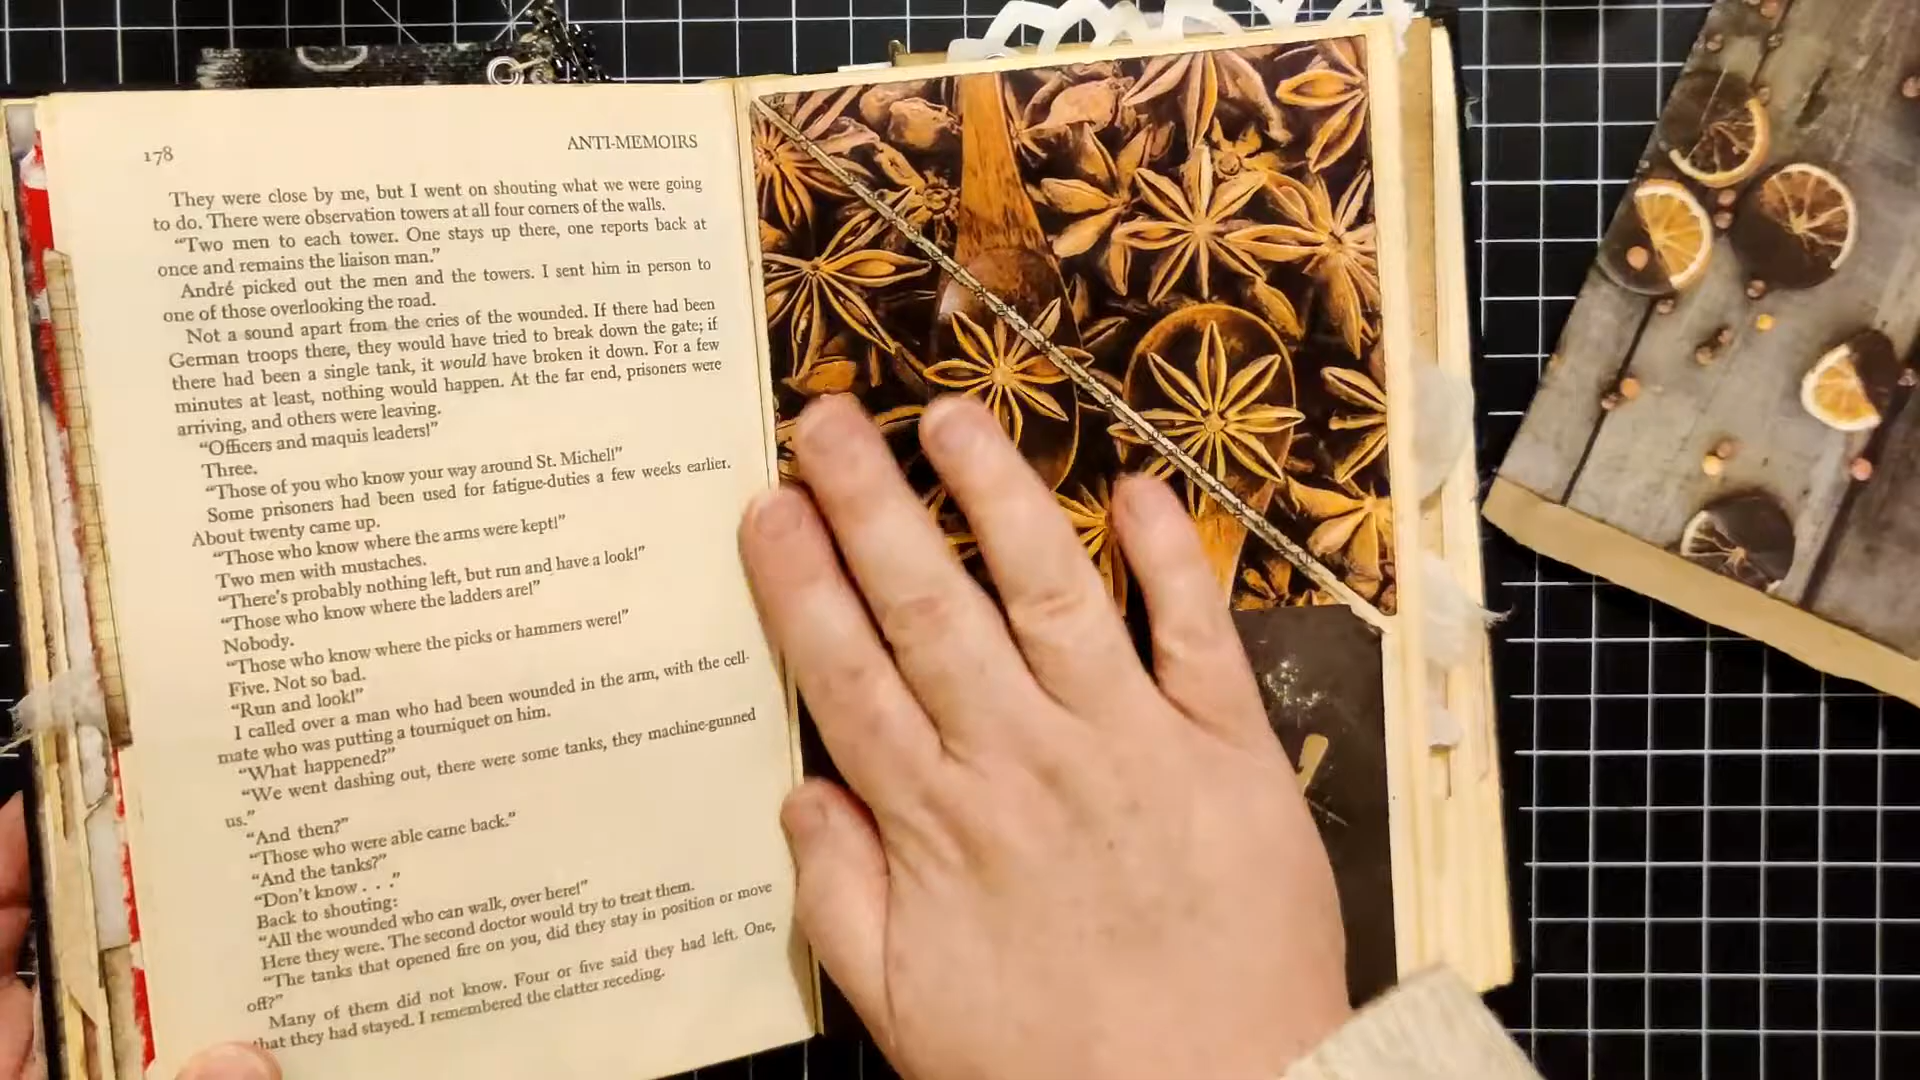 178
ANTI-MEMOIRS
They were close by me, but I went on shouting what we were going
to do. There were observation towers at all four corners of the walls.
“Two men to each tower. One stays up there, one reports back at
once and remains the liaison man.”
André picked out the men and the towers. I sent him in person to
one of those overlooking the road.
Not a sound apart from the cries of the wounded. If there had been
German troops there, they would have tried to break down the gate; if
there had been a single tank, it would have broken it down. For a few
minutes at least, nothing would happen. At the far end, prisoners were
arriving, and others were leaving.
“Officers and maquis leaders!”
Three.
“Those of you who know your way around St. Michel!”
Some prisoners had been used for fatigue-duties a few weeks earlier.
About twenty came up.
“Those who know where the arms were kept!”
Two men with mustaches.
“There’s probably nothing left, but run and have a look!”
“Those who know where the ladders are!”
Nobody.
“Those who know where the picks or hammers were!”
Five. Not so bad.
“Run and look!”
I called over a man who had been wounded in the arm, with the cell-
mate who was putting a tourniquet on him.
“What happened?”
“We went dashing out, there were some tanks, they machine-gunned
us.”
“And then?”
“Those who were able came back.”
“And the tanks?”
“Don’t know . . .”
Back to shouting:
“All the wounded who can walk, over here!”
Here they were. The second doctor would try to treat them.
“The tanks that opened fire on you, did they stay in position or move
off?”
Many of them did not know. Four or five said they had left. One,
that they had stayed. I remembered the clatter receding.